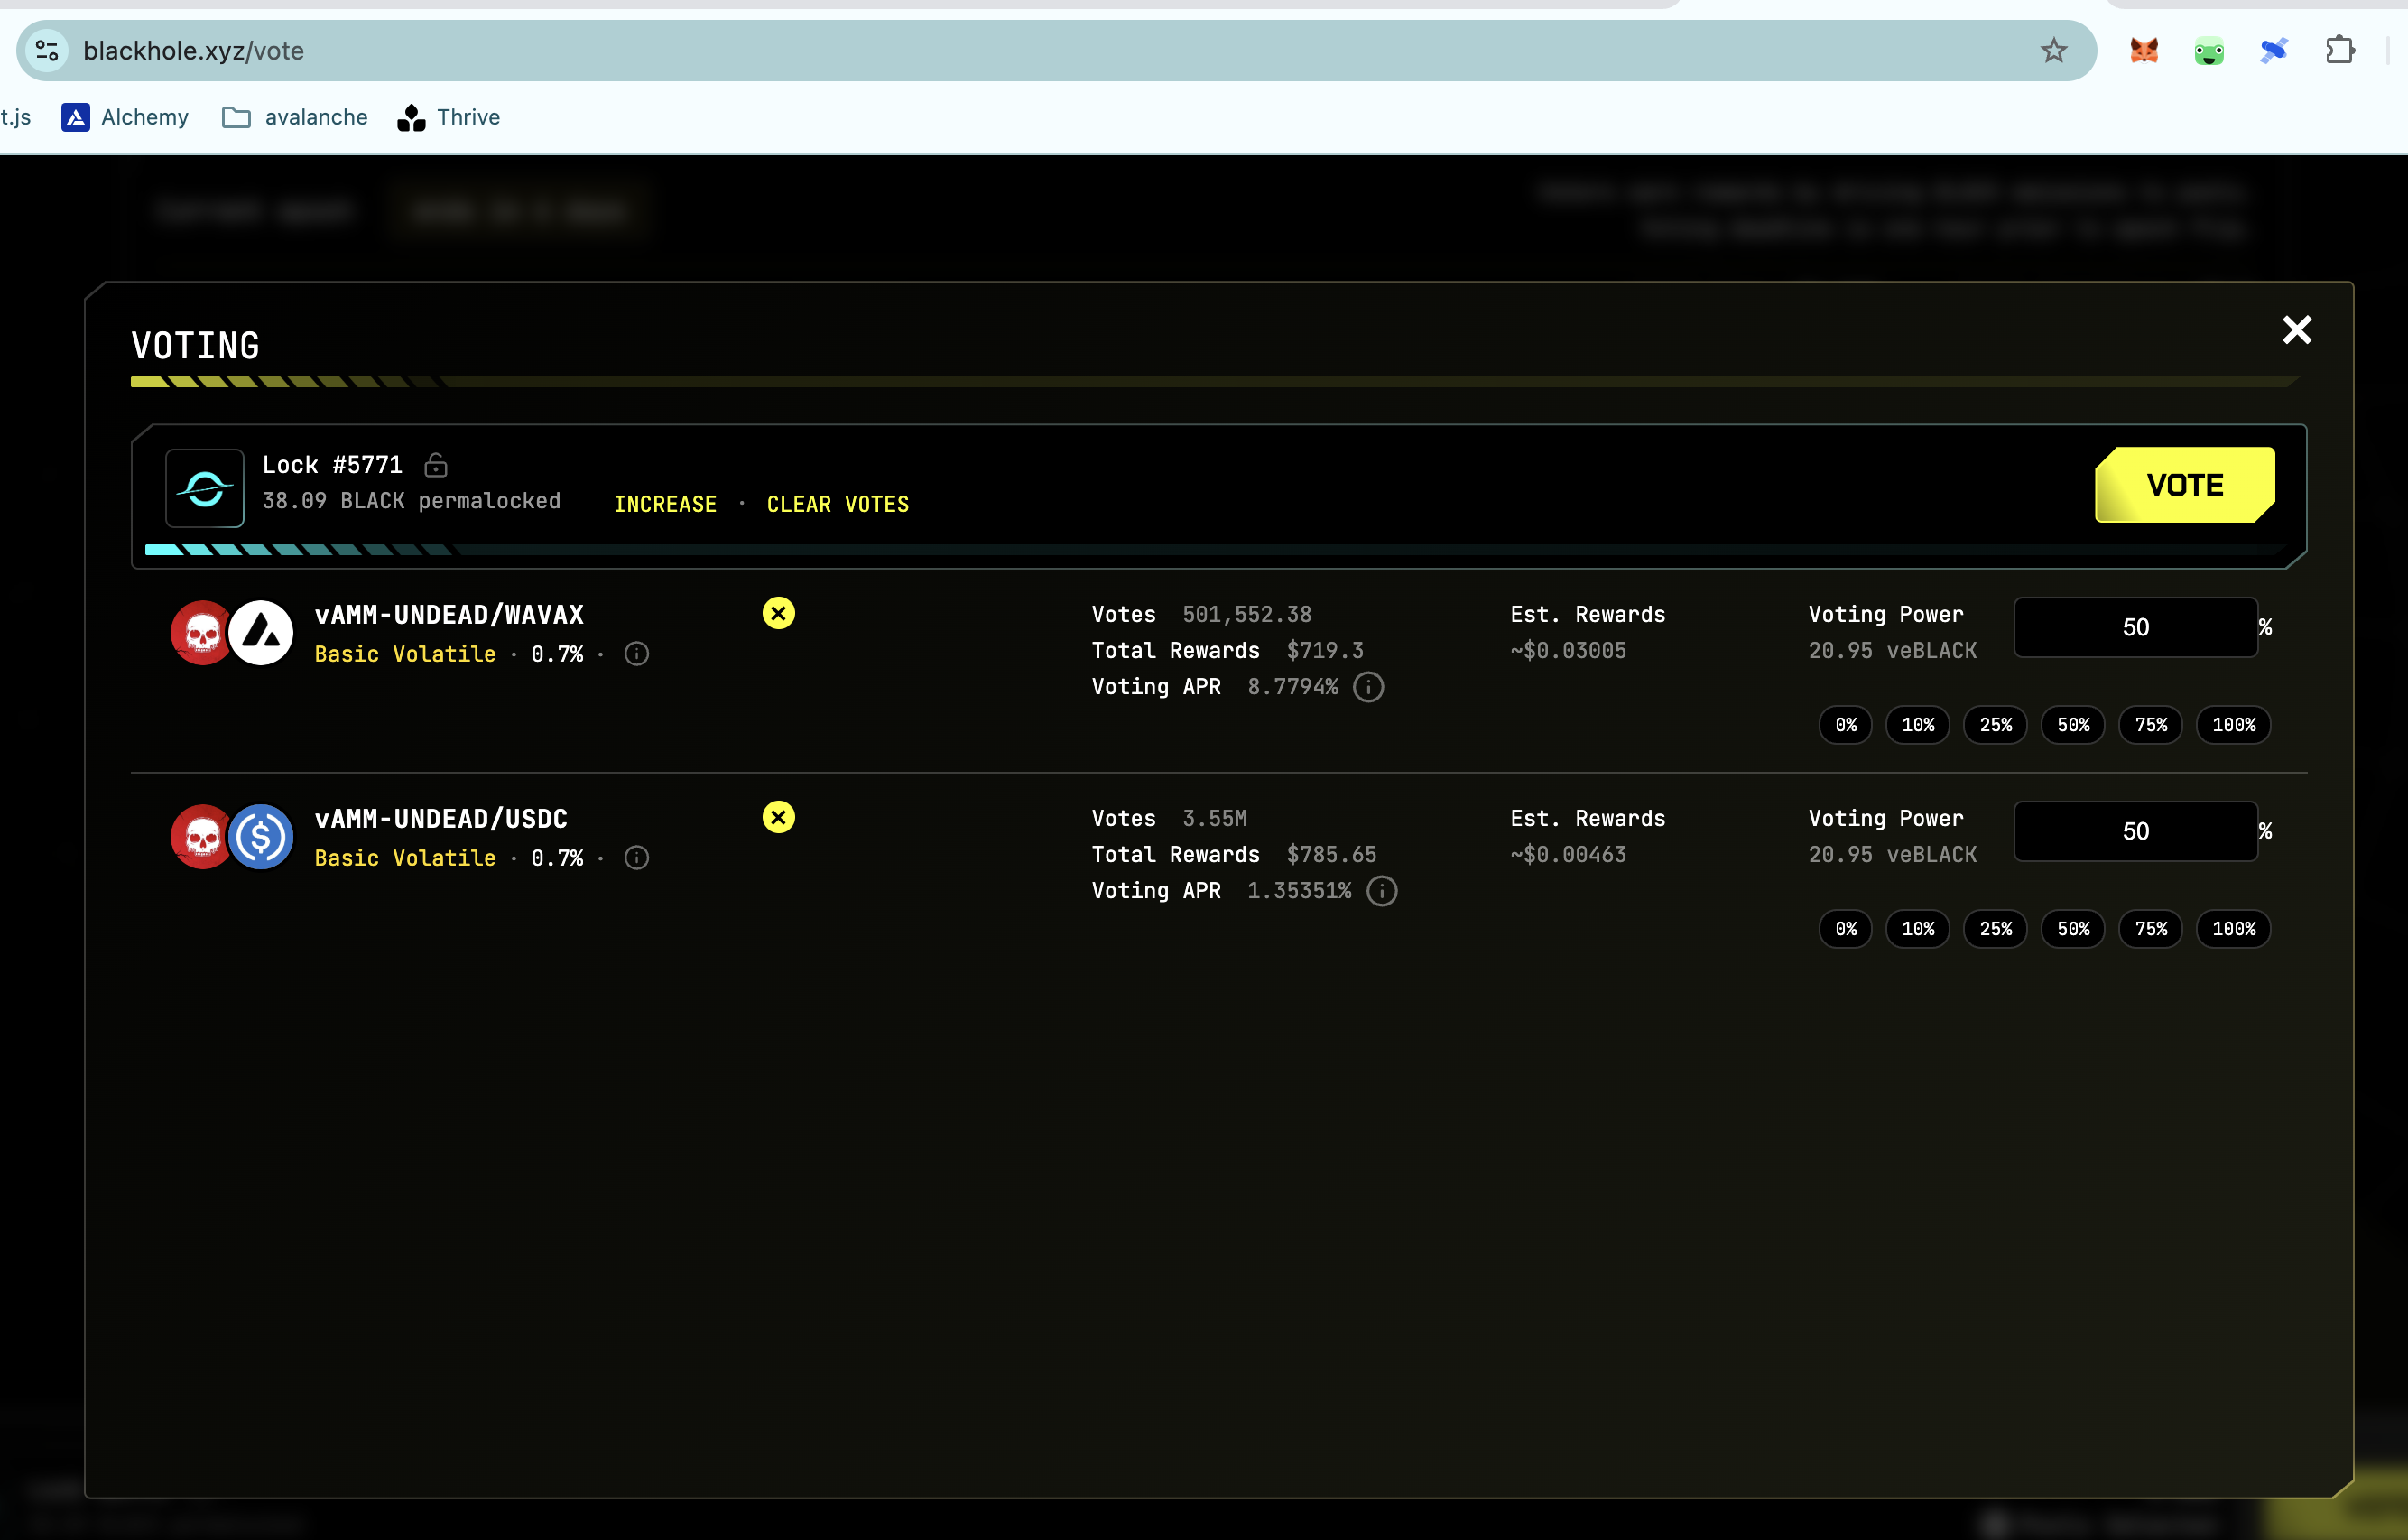 blackhole.xyz/vote
t.js Alchemy avalanche Thrive
VOTING
Lock #5771
38.09 BLACK permalocked INCREASE · CLEAR VOTES
VOTE
vAMM-UNDEAD/WAVAX
Basic Volatile · 0.7% ·
Votes 501,552.38
Total Rewards $719.3
Voting APR 8.7794%
Est. Rewards
~$0.03005
Voting Power
20.95 veBLACK
50 %
0% 10% 25% 50% 75% 100%
vAMM-UNDEAD/USDC
Basic Volatile · 0.7% ·
Votes 3.55M
Total Rewards $785.65
Voting APR 1.35351%
Est. Rewards
~$0.00463
Voting Power
20.95 veBLACK
50 %
0% 10% 25% 50% 75% 100%